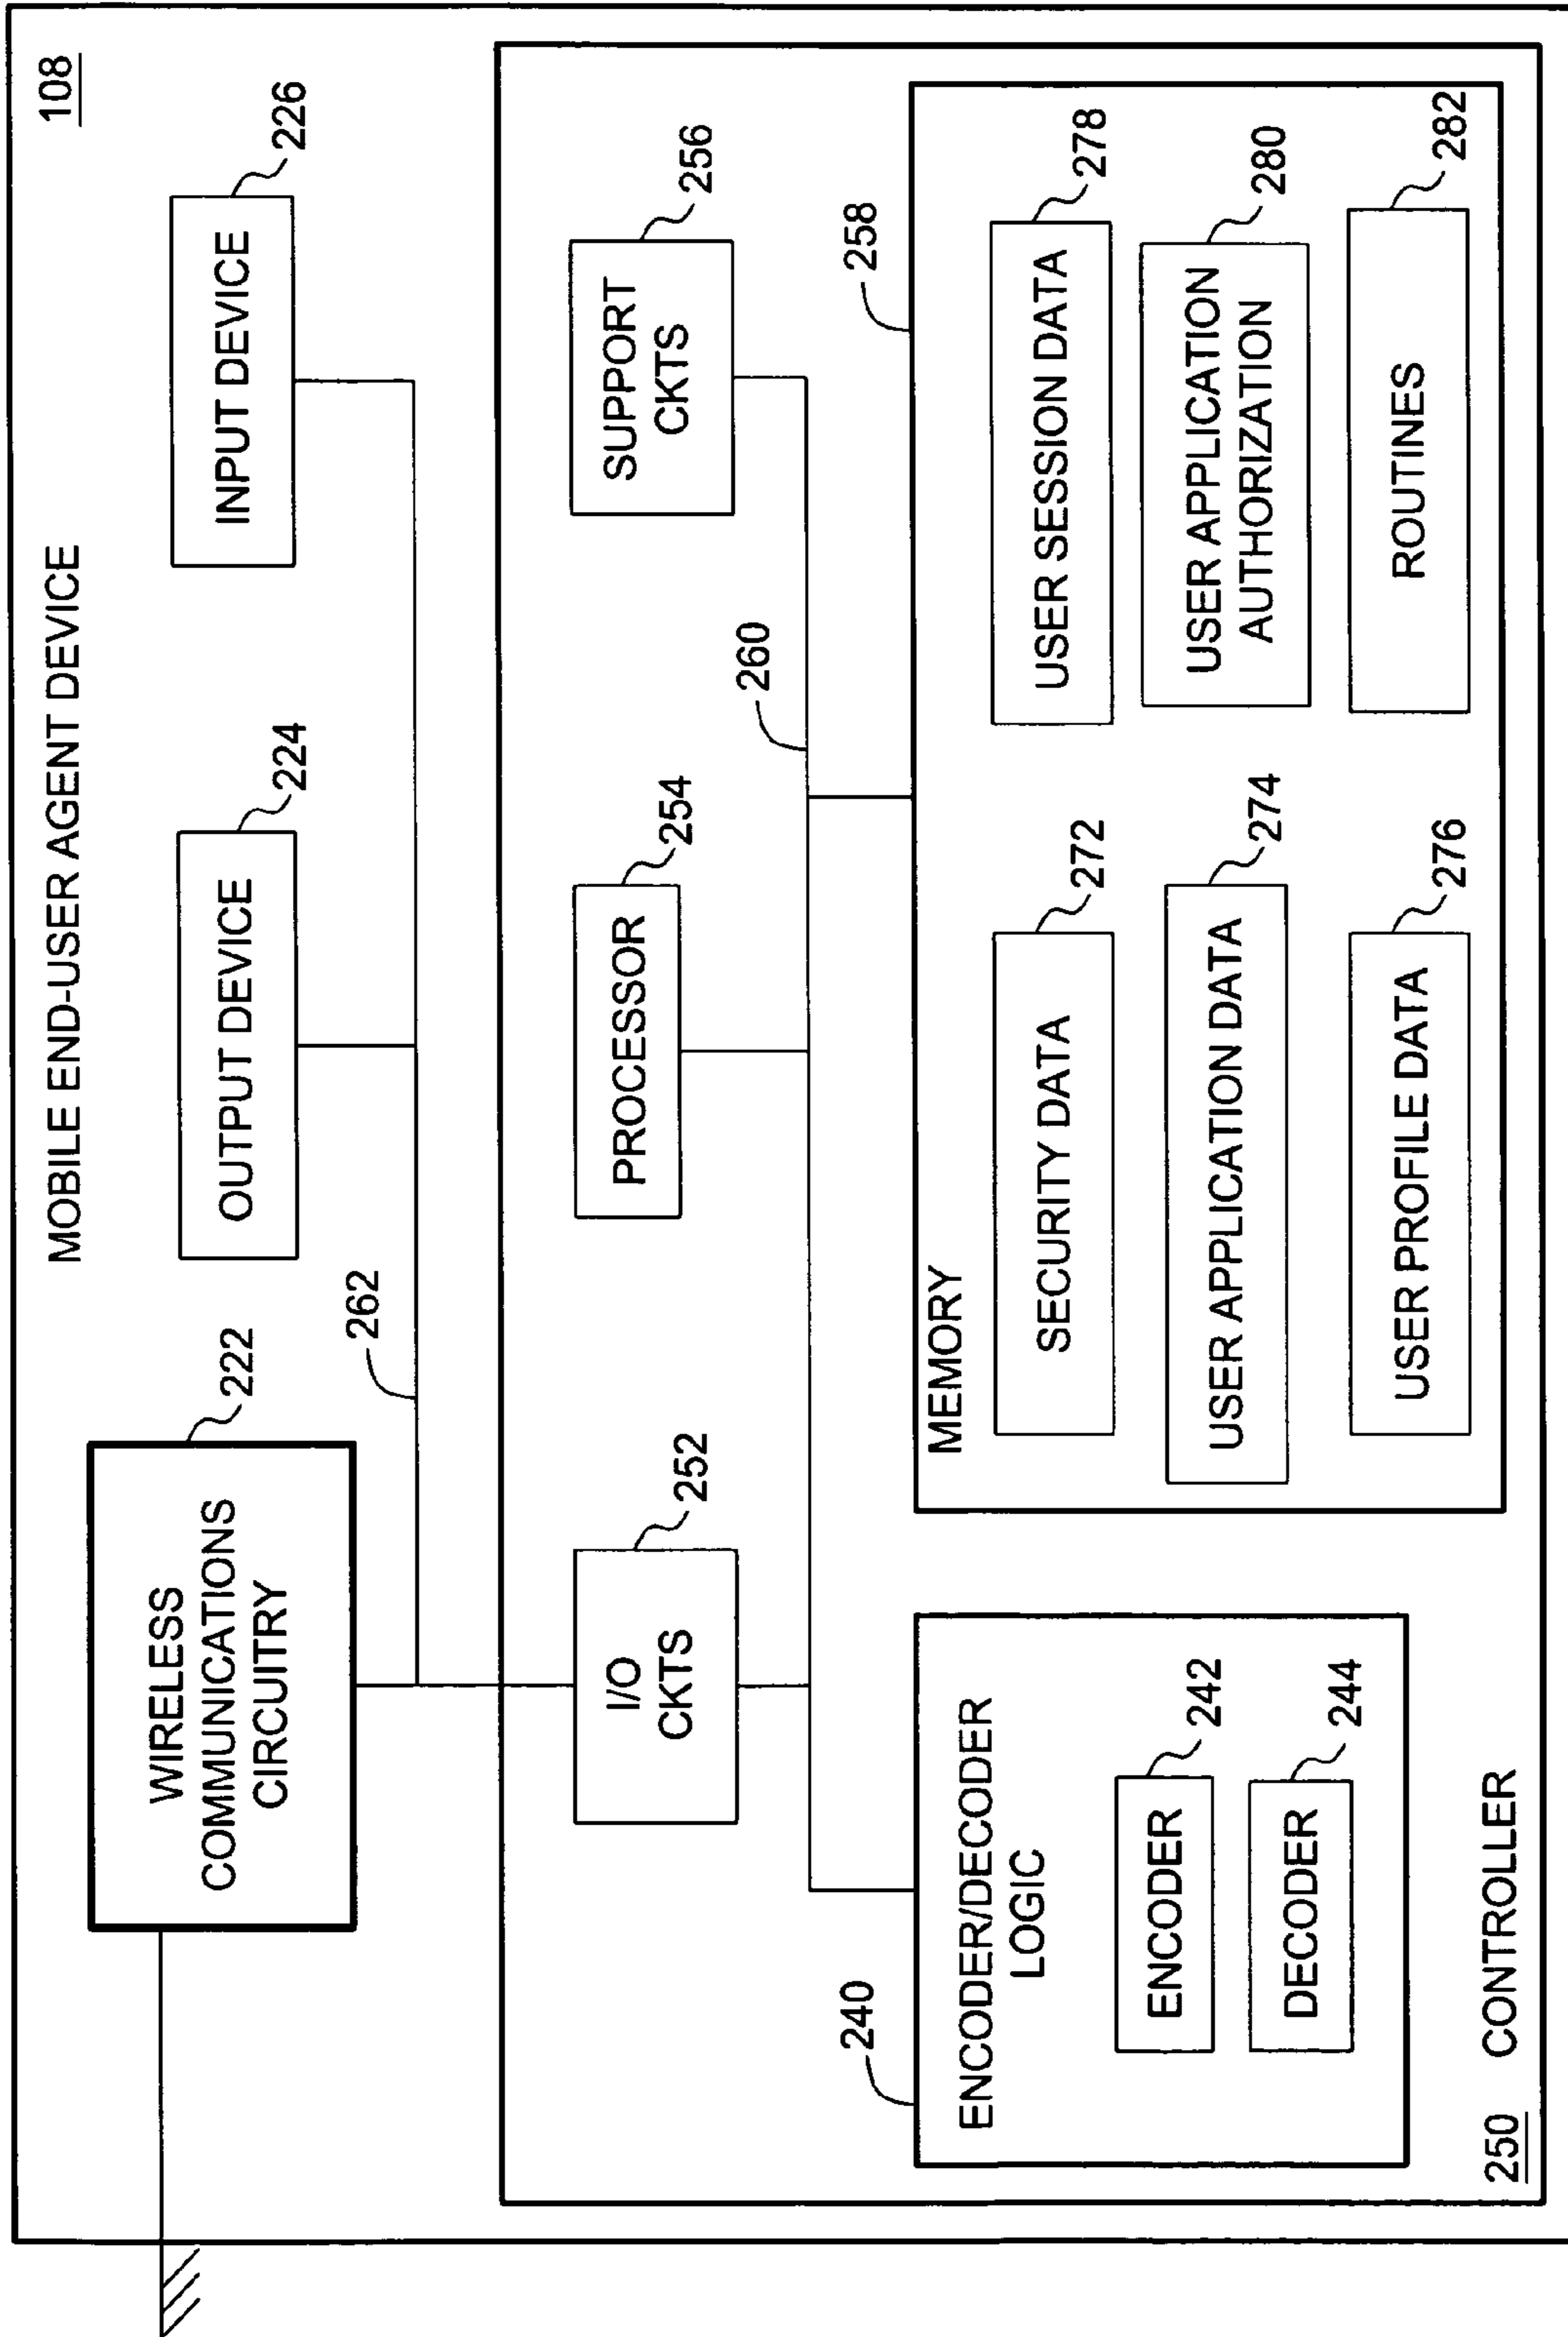 MOBILE END-USER AGENT DEVICE
108
WIRELESS
COMMUNICATIONS
CIRCUITRY
222
OUTPUT DEVICE
224
INPUT DEVICE
226
262
I/O
CKTS
252
PROCESSOR
254
SUPPORT
CKTS
256
260
258
240
ENCODER/DECODER
LOGIC
ENCODER
242
DECODER
244
MEMORY
SECURITY DATA
272
USER APPLICATION DATA
274
USER PROFILE DATA
276
USER SESSION DATA
278
USER APPLICATION
AUTHORIZATION
280
ROUTINES
282
250
CONTROLLER